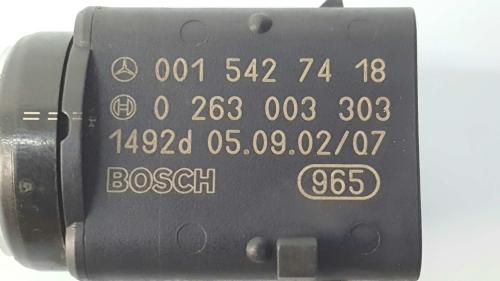 001 542 74 18
0 263 003 303
1492d 05.09.02/07
BOSCH 965